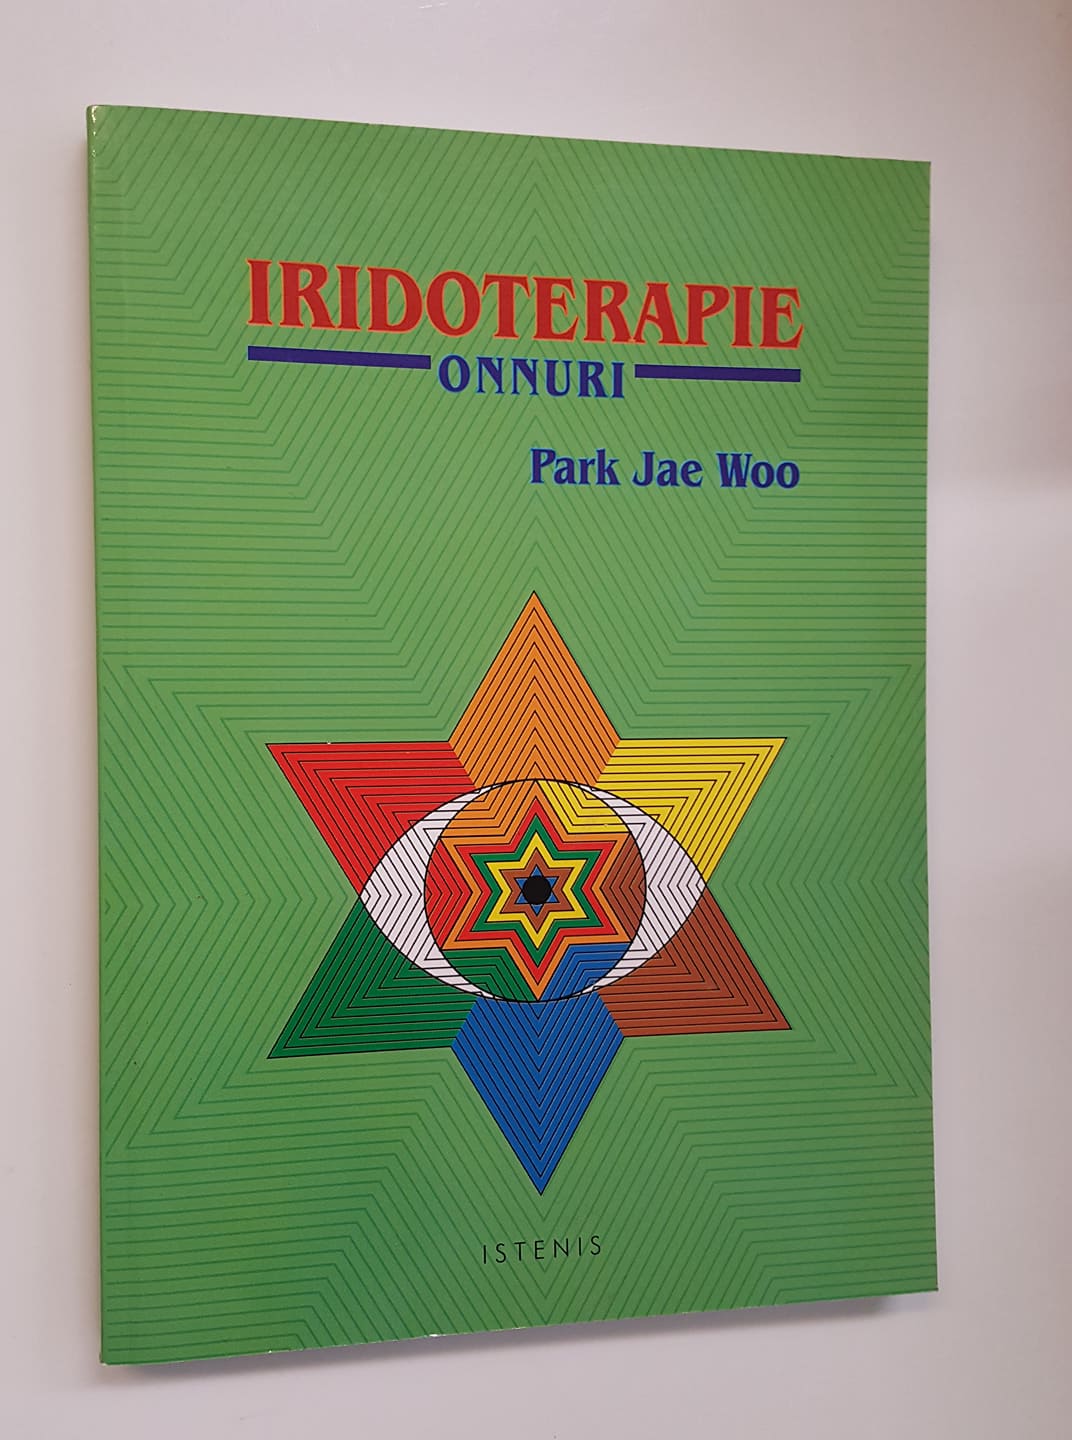 IRIDOTERAPIE
ONNURI
Park Jae Woo
ISTENIS